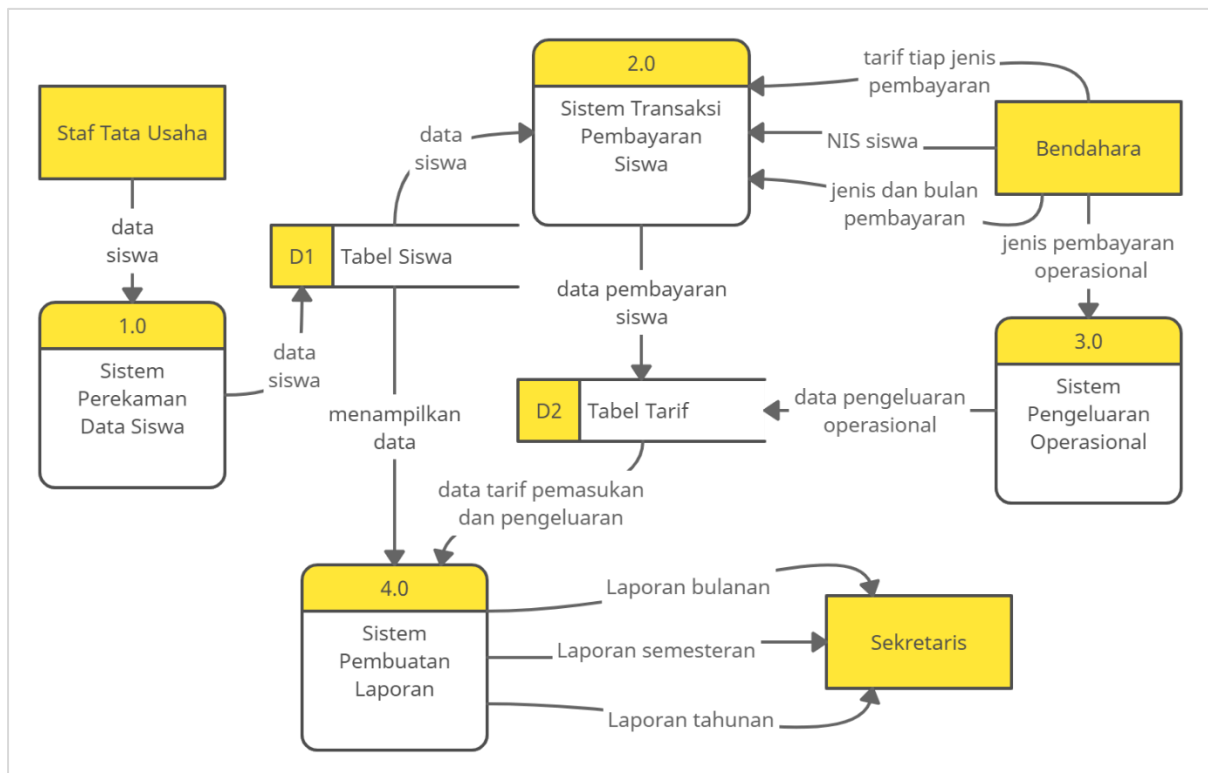 2.0
Sistem Transaksi
Pembayaran
Siswa
tarif tiap jenis
pembayaran
Staf Tata Usaha
data
siswa
NIS siswa
Bendahara
jenis dan bulan
pembayaran
data
siswa
D1
Tabel Siswa
jenis pembayaran
operasional
data pembayaran
siswa
1.0
Sistem
Perekaman
Data Siswa
data
siswa
3.0
Sistem
Pengeluaran
Operasional
menampilkan
data
D2
Tabel Tarif
data pengeluaran
operasional
data tarif pemasukan
dan pengeluaran
4.0
Sistem
Pembuatan
Laporan
Laporan bulanan
Laporan semesteran
Laporan tahunan
Sekretaris